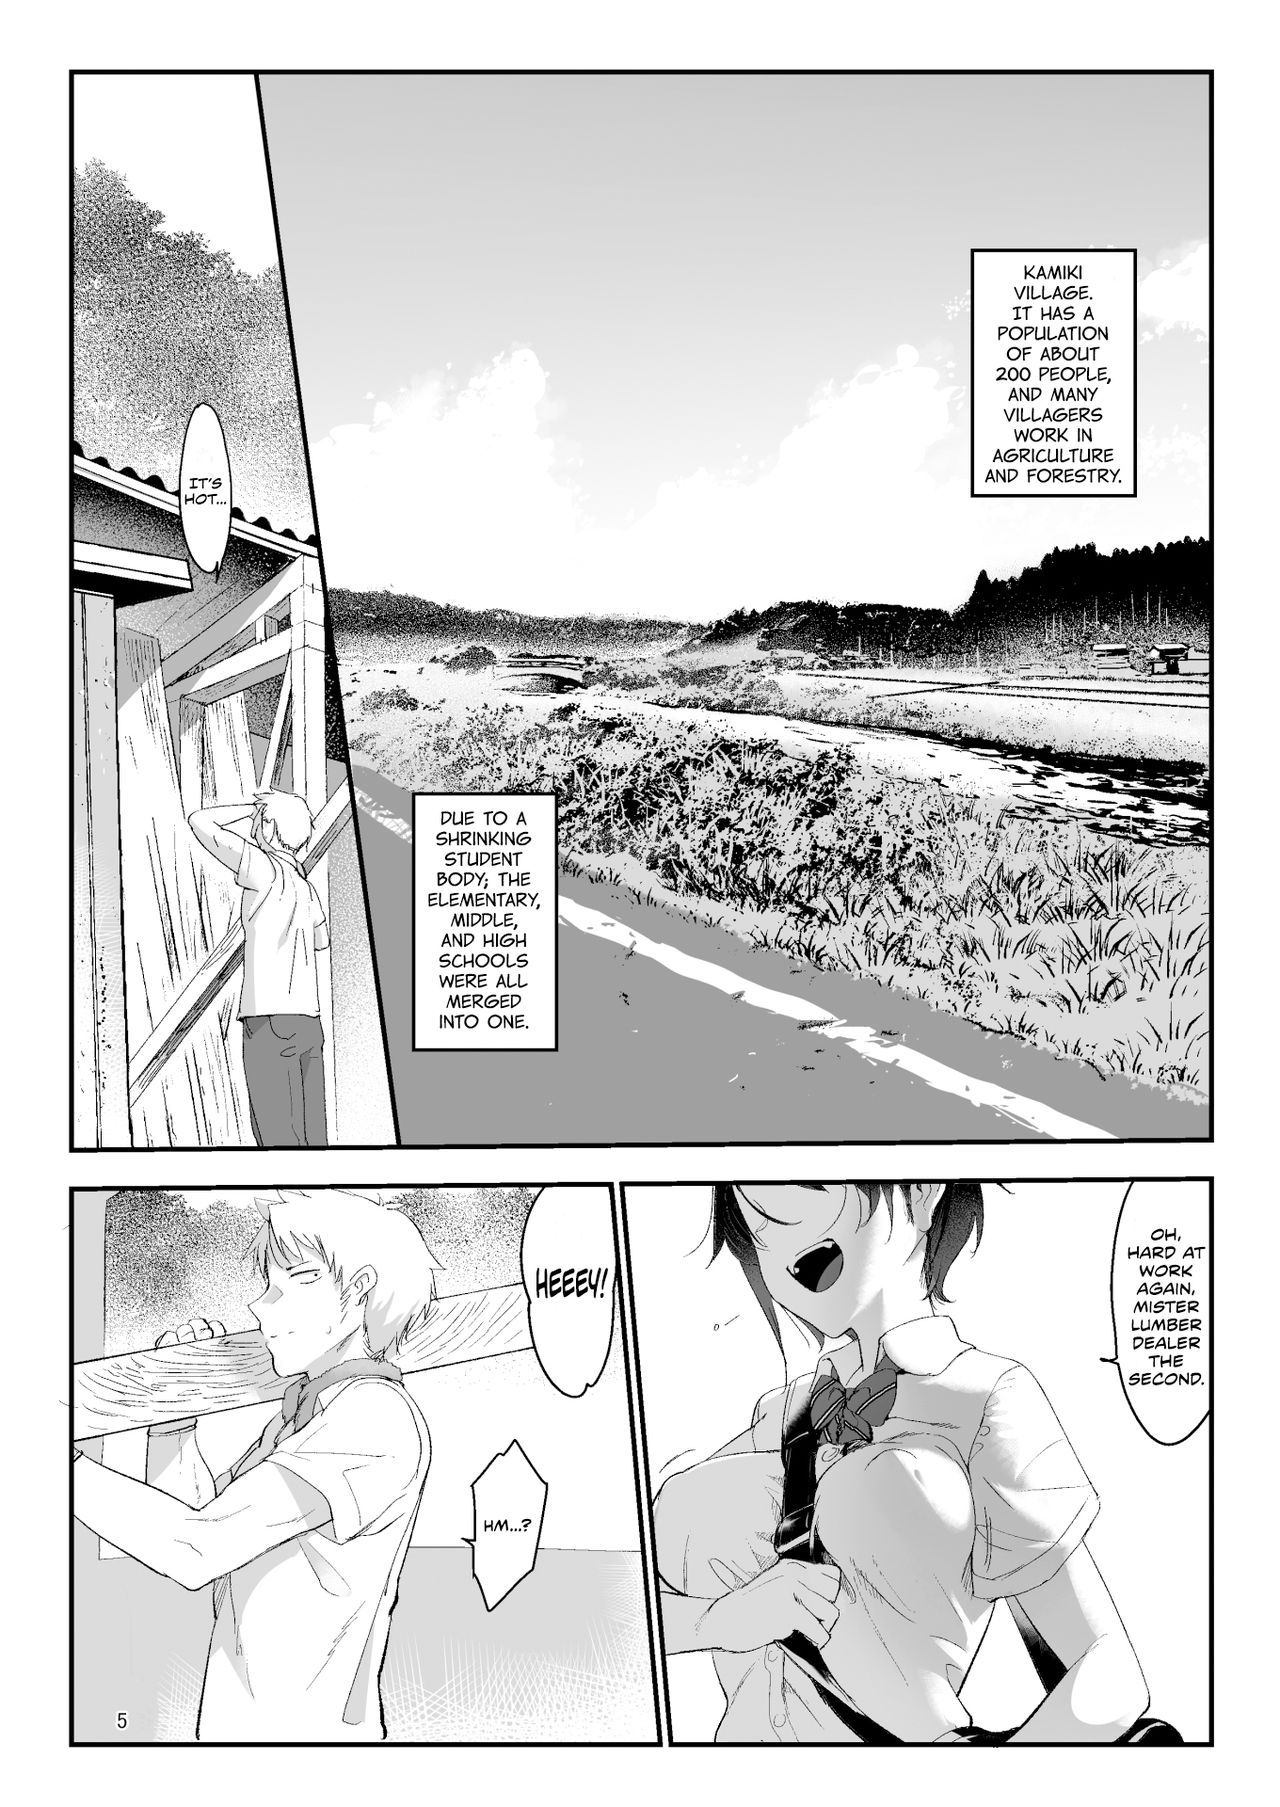 KAMIKI
VILLAGE.
IT HAS A
POPULATION
OF ABOUT
200 PEOPLE,
AND MANY
VILLAGERS
WORK IN
AGRICULTURE
AND FORESTRY.
DUE TO A
SHRINKING
STUDENT
BODY; THE
ELEMENTARY,
MIDDLE,
AND HIGH
SCHOOLS
WERE ALL
MERGED
INTO ONE.
IT'S
HOT...
OH,
HARD AT
WORK
AGAIN,
MISTER
LUMBER
DEALER
THE
SECOND.
HEEEY!
HM...?
5